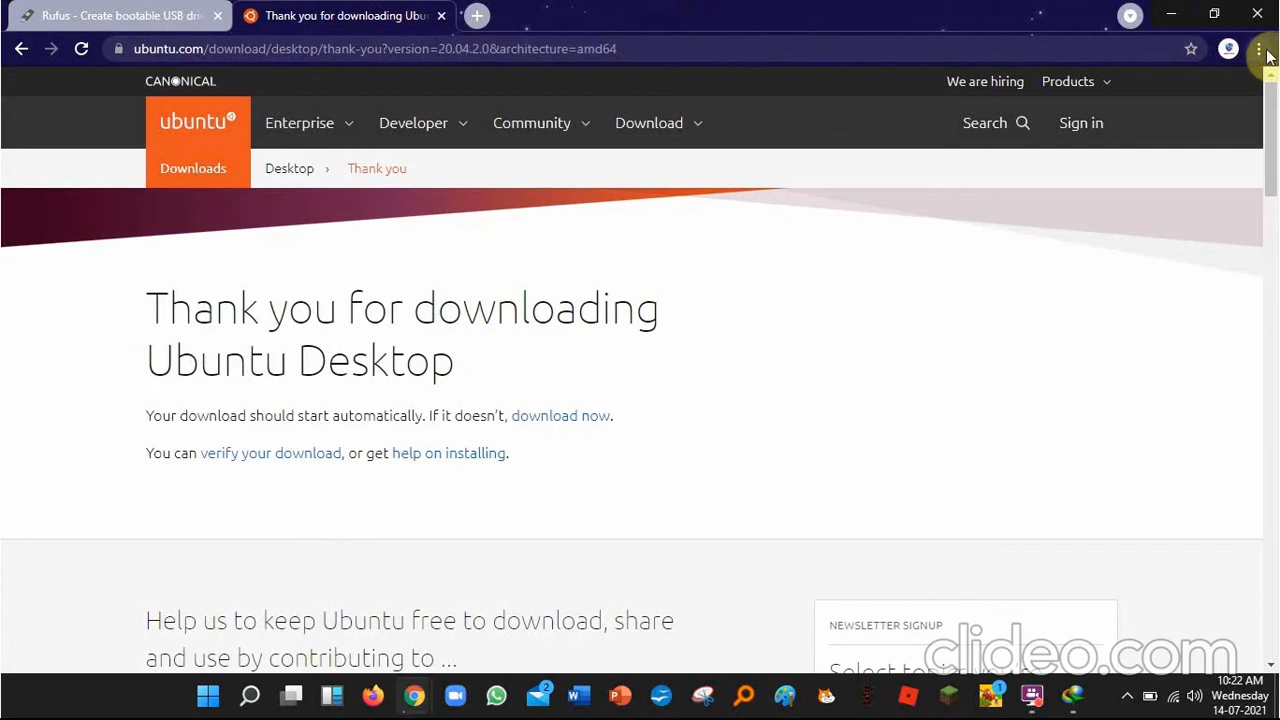 Rufus - Create bootable USB driv
Thank you for downloading Ubu
ubuntu.com/download/desktop/thank-you?version=20.04.2.0&architecture=amd64
CANONICAL
We are hiring
Products
ubuntu
Enterprise
Developer
Community
Download
Search
Sign in
Downloads
Desktop
Thank you
Thank you for downloading
Ubuntu Desktop
Your download should start automatically. If it doesn't, download now.
You can verify your download, or get help on installing.
Help us to keep Ubuntu free to download, share
and use by contributing to ...
NEWSLETTER SIGNUP
clideo.com
2
1
10:22 AM
Wednesday
14-07-2021